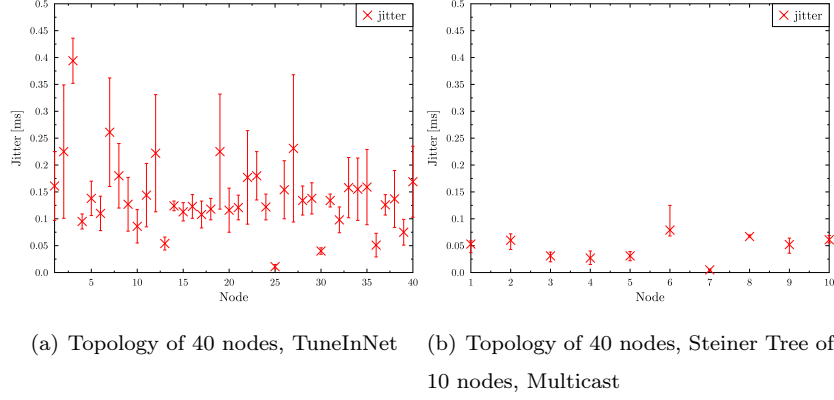 0.5
0.45
0.4
0.35
0.3
0.25
0.2
0.15
0.1
0.05
0.0
Jitter [ms]
jitter
5 10 15 20 25 30 35 40
Node
0.5
0.45
0.4
0.35
0.3
0.25
0.2
0.15
0.1
0.05
0.0
Jitter [ms]
jitter
1 2 3 4 5 6 7 8 9 10
Node
(a) Topology of 40 nodes, TuneInNet
(b) Topology of 40 nodes, Steiner Tree of
10 nodes, Multicast